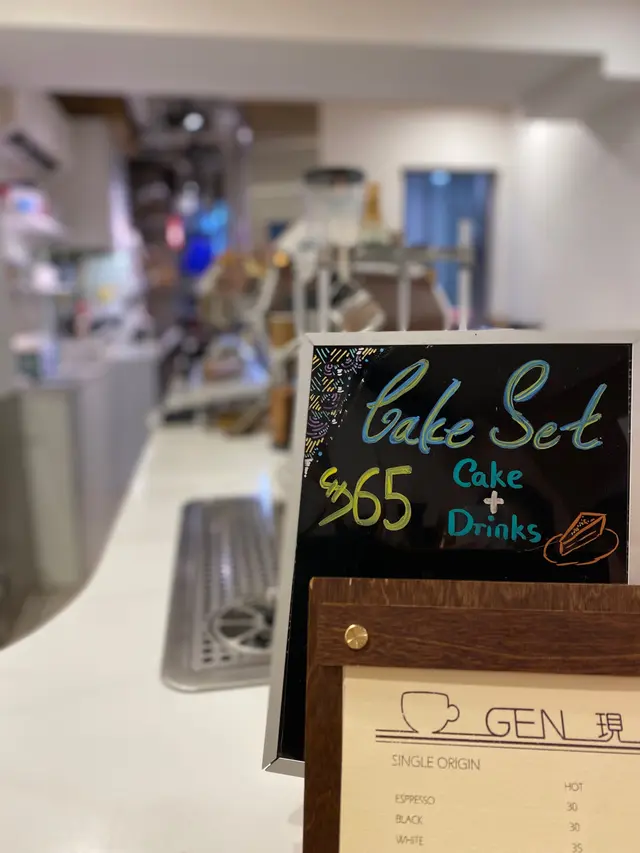 Cake Set
65
Cake
+
Drinks
GEN 現
SINGLE ORIGIN
HOT
ESPRESSO 30
BLACK 30
WHITE 35